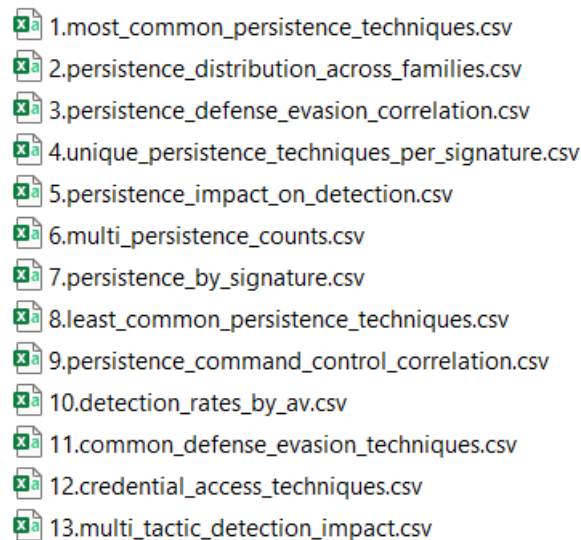 1.most_common_persistence_techniques.csv
2.persistence_distribution_across_families.csv
3.persistence_defense_evasion_correlation.csv
4.unique_persistence_techniques_per_signature.csv
5.persistence_impact_on_detection.csv
6.multi_persistence_counts.csv
7.persistence_by_signature.csv
8.least_common_persistence_techniques.csv
9.persistence_command_control_correlation.csv
10.detection_rates_by_av.csv
11.common_defense_evasion_techniques.csv
12.credential_access_techniques.csv
13.multi_tactic_detection_impact.csv